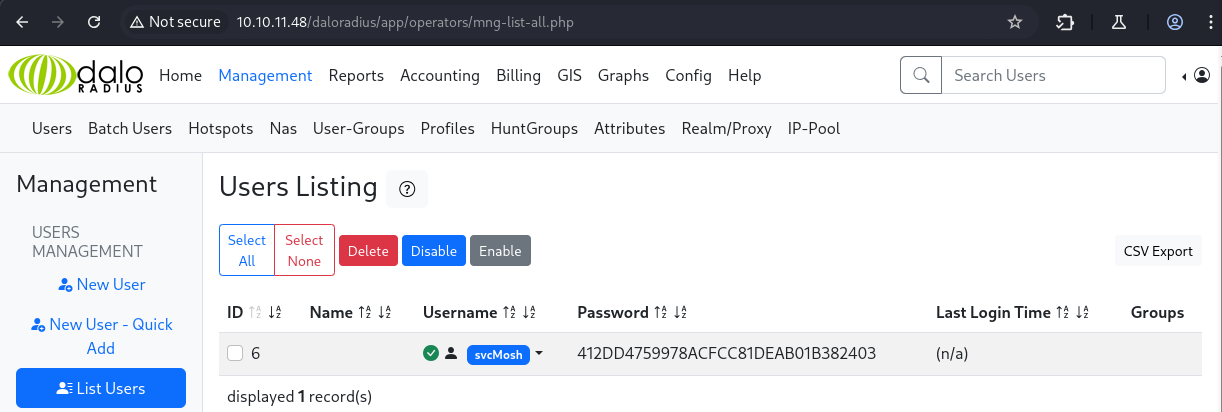 Not secure 10.10.11.48/daloradius/app/operators/mng-list-all.php
dalo RADIUS Home Management Reports Accounting Billing GIS Graphs Config Help Search Users
Users Batch Users Hotspots Nas User-Groups Profiles HuntGroups Attributes Realm/Proxy IP-Pool
Management
USERS
MANAGEMENT
New User
New User - Quick
Add
List Users
Users Listing
Select All Select None Delete Disable Enable CSV Export
ID Name Username Password Last Login Time Groups
6 svcMosh 412DD4759978ACFCC81DEAB01B382403 (n/a)
displayed 1 record(s)